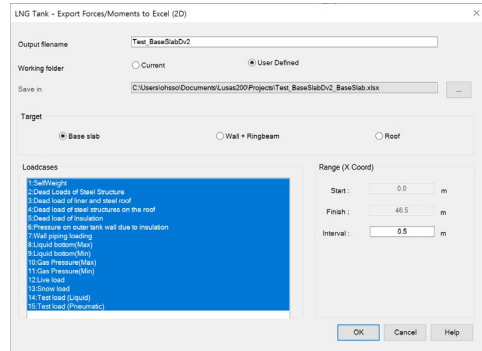 LNG Tank - Export Forces/Moments to Excel (2D)
Output filename Test_BaseSlabDv2
Working folder Current User Defined
Save in C:\Users\ohsso\Documents\Lusas200\Projects\Test_BaseSlabDv2_BaseSlab.xlsx ...
Target
Base slab Wall + Ringbeam Roof
Loadcases
1:SelfWeight
2:Dead Loads of Steel Structure
3:Dead load of liner and steel roof
4:Dead load of steel structures on the roof
5:Dead load of Insulation
6:Pressure on outer tank wall due to insulation
7:Wall piping loading
8:Liquid bottom(Max)
9:Liquid bottom(Min)
10:Gas Pressure(Max)
11:Gas Pressure(Min)
12:Live load
13:Snow load
14:Test load (Liquid)
15:Test load (Pneumatic)
Range (X Coord)
Start : 0.0 m
Finish : 46.5 m
Interval : 0.5 m
OK Cancel Help